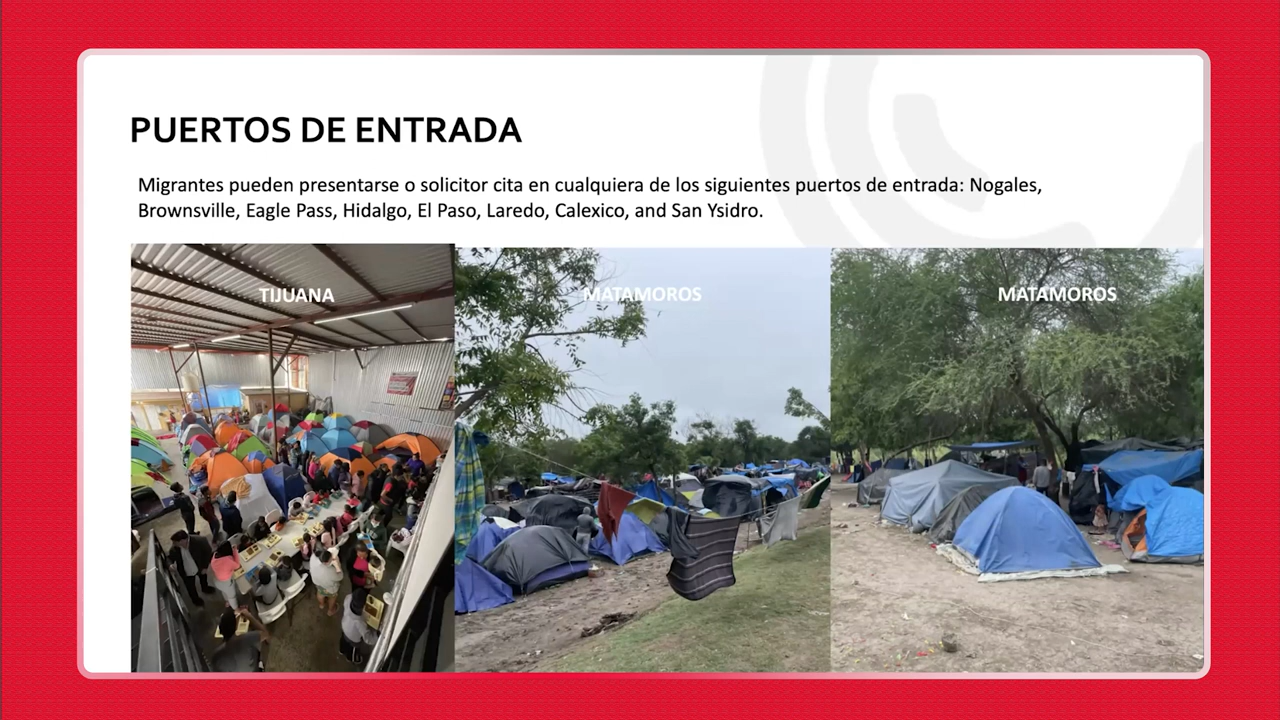 PUERTOS DE ENTRADA
Migrantes pueden presentarse o solicitor cita en cualquiera de los siguientes puertos de entrada: Nogales,
Brownsville, Eagle Pass, Hidalgo, El Paso, Laredo, Calexico, and San Ysidro.
TIJUANA
MATAMOROS
MATAMOROS